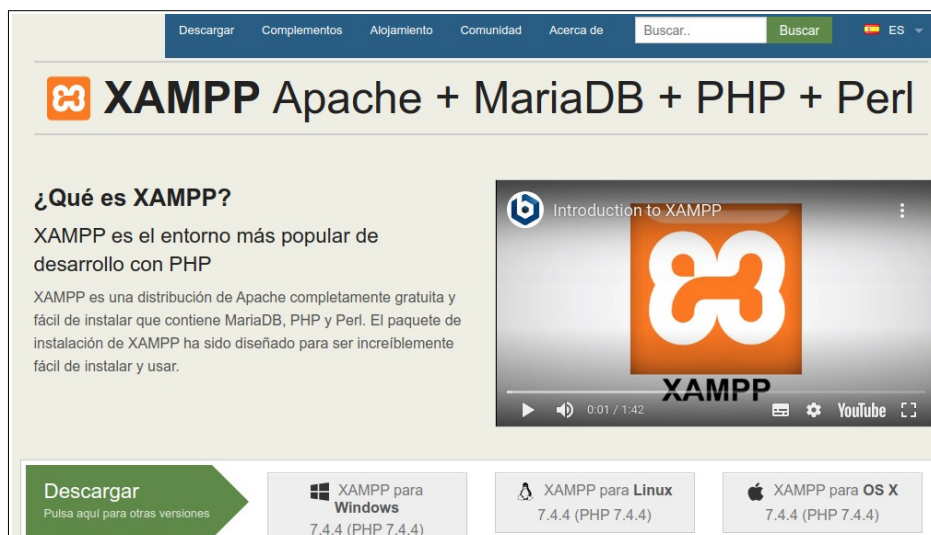 Descargar Complementos Alojamiento Comunidad Acerca de Buscar.. Buscar ES
XAMPP Apache + MariaDB + PHP + Perl
¿Qué es XAMPP?
XAMPP es el entorno más popular de
desarrollo con PHP
XAMPP es una distribución de Apache completamente gratuita y
fácil de instalar que contiene MariaDB, PHP y Perl. El paquete de
instalación de XAMPP ha sido diseñado para ser increíblemente
fácil de instalar y usar.
Introduction to XAMPP
XAMPP
0:01 / 1:42
YouTube
Descargar
Pulsa aquí para otras versiones
XAMPP para
Windows
7.4.4 (PHP 7.4.4)
XAMPP para Linux
7.4.4 (PHP 7.4.4)
XAMPP para OS X
7.4.4 (PHP 7.4.4)